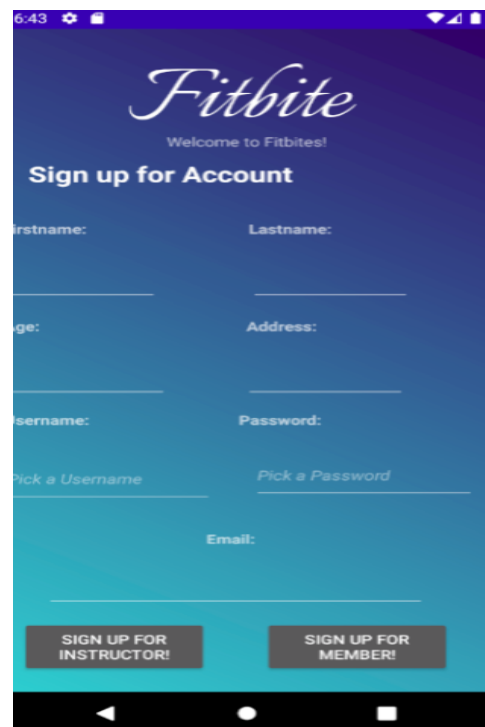 6:43
Fitbite
Welcome to Fitbites!
Sign up for Account
irstname: Lastname:
ge: Address:
sername: Password:
Pick a Username Pick a Password
Email:
SIGN UP FOR INSTRUCTOR! SIGN UP FOR MEMBER!